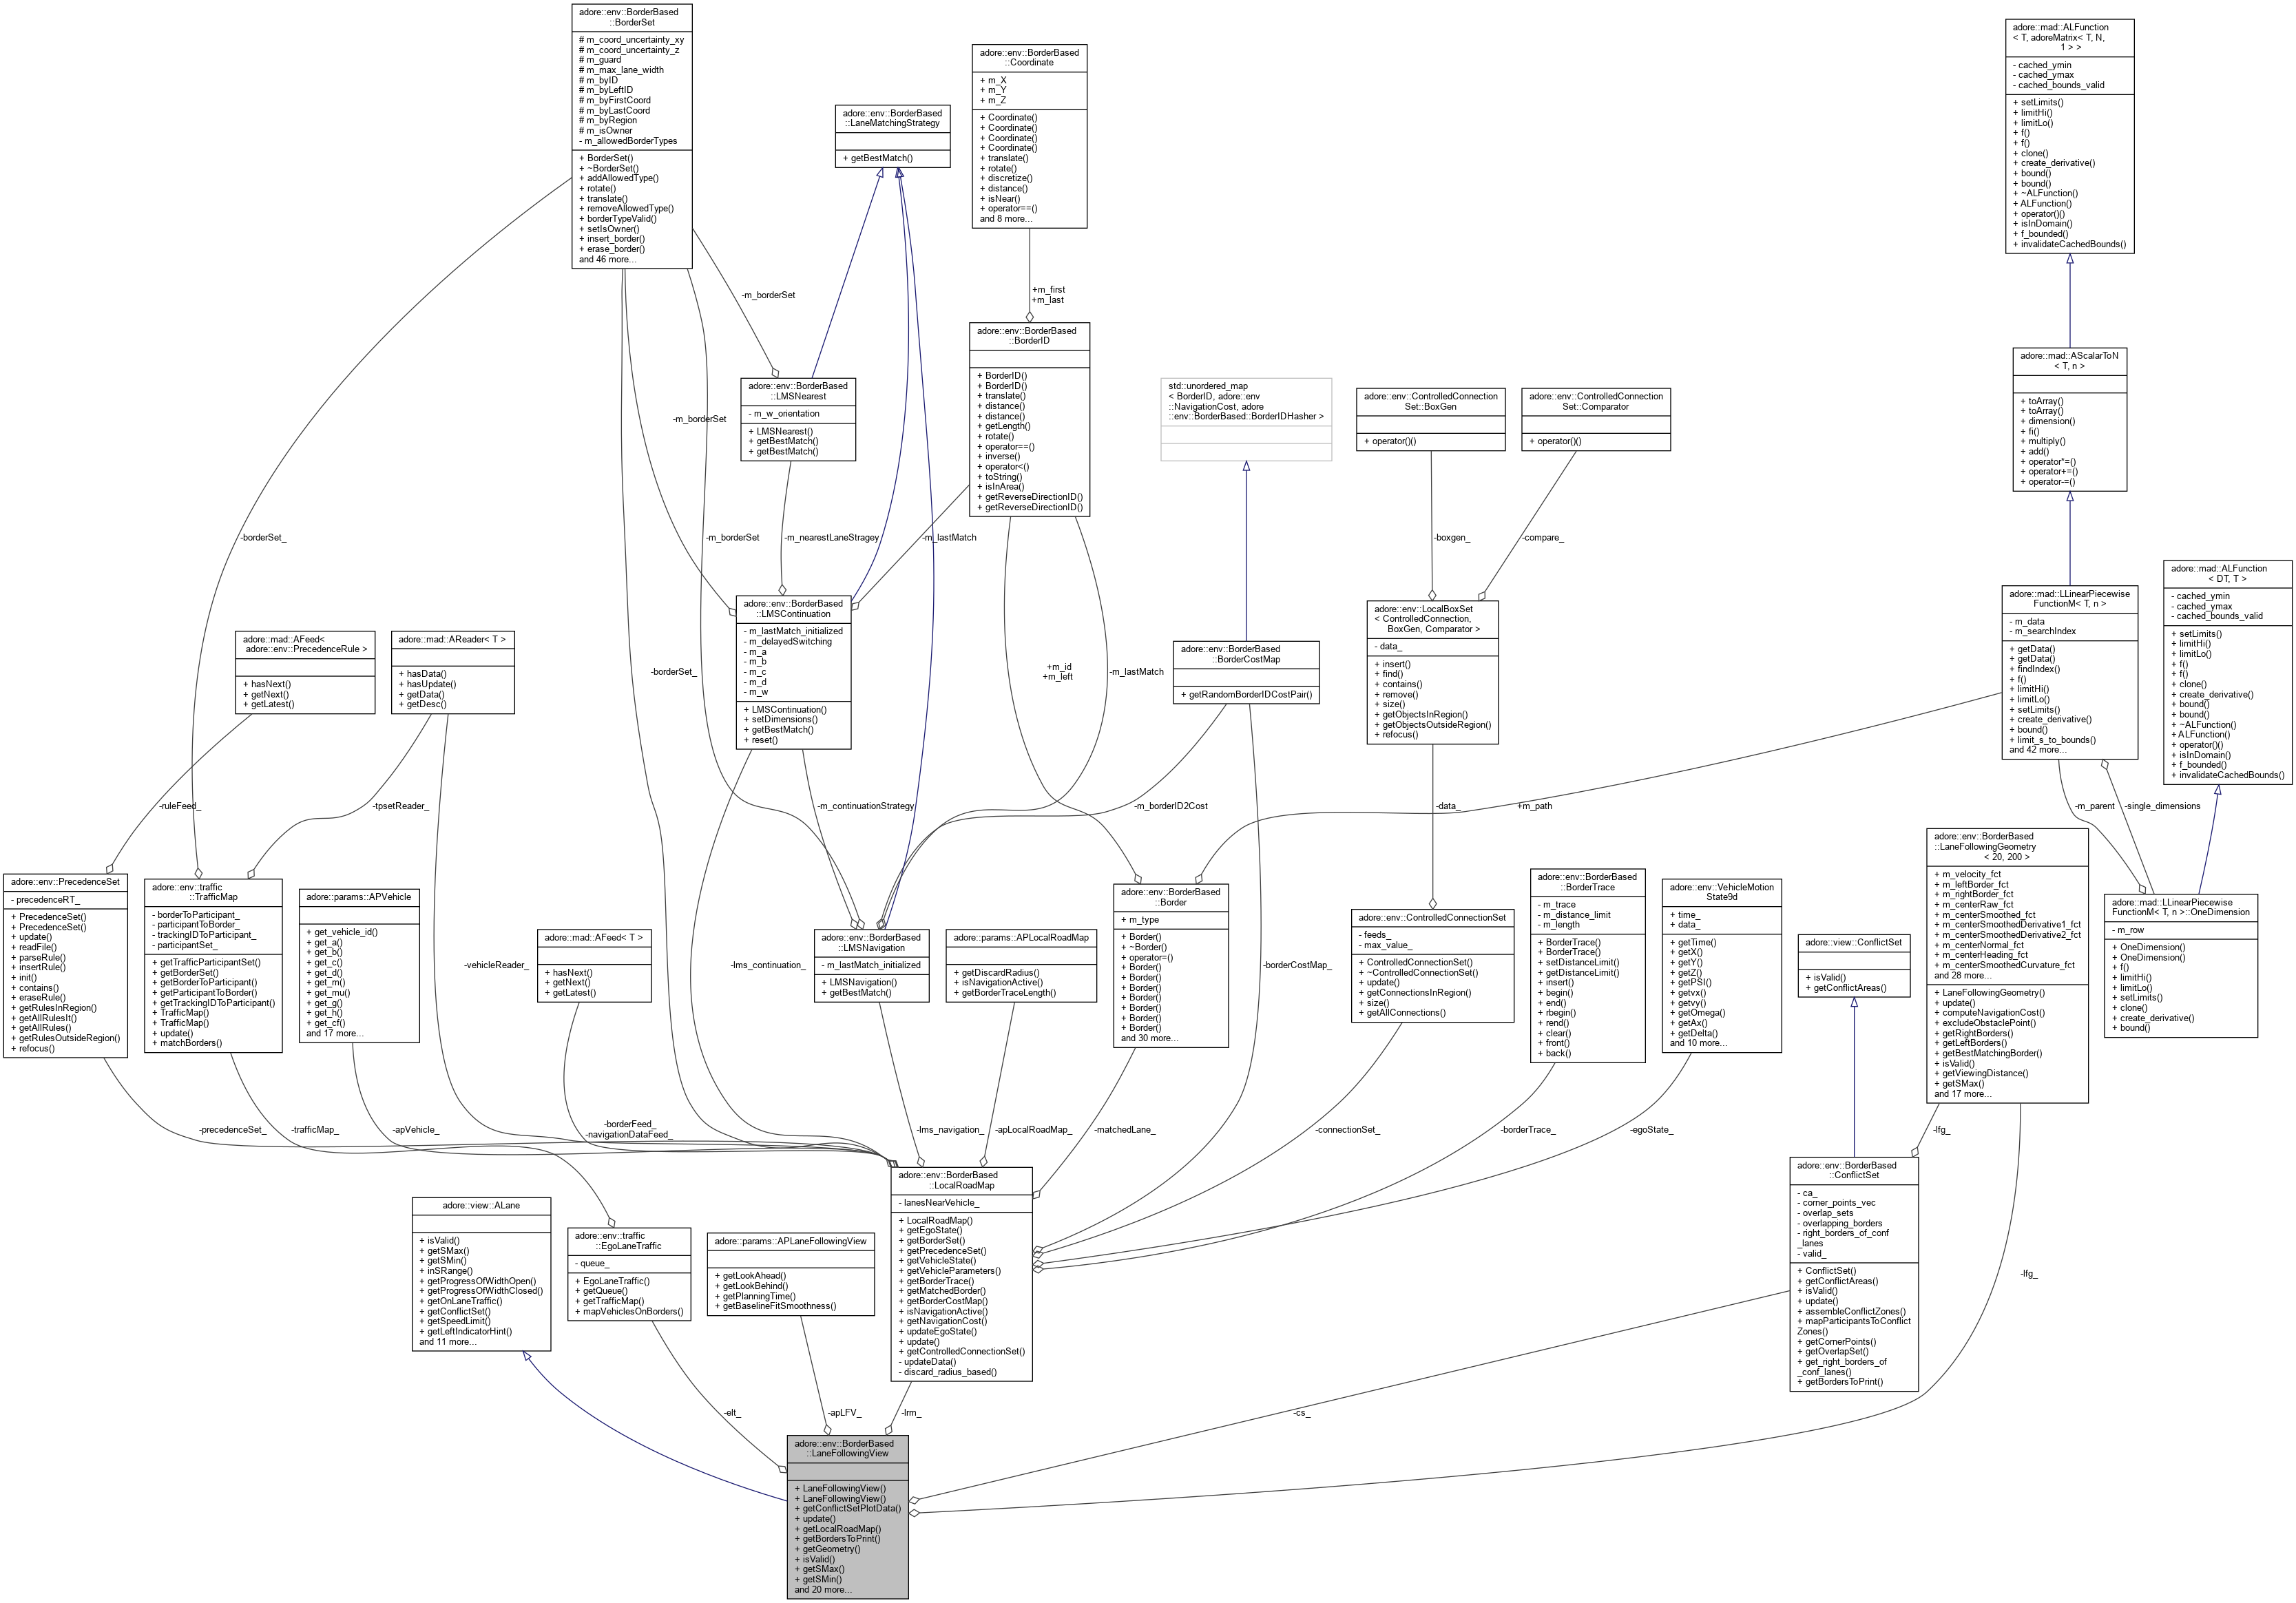 adore::env::BorderBased
::BorderSet
# m_coord_uncertainty_xy
# m_coord_uncertainty_z
# m_guard
# m_max_lane_width
# m_byID
# m_byLeftID
# m_byFirstCoord
# m_byLastCoord
# m_byRegion
# m_isOwner
- m_allowedBorderTypes
+ BorderSet()
+ ~BorderSet()
+ addAllowedType()
+ rotate()
+ translate()
+ removeAllowedType()
+ borderTypeValid()
+ setIsOwner()
+ insert_border()
+ erase_border()
and 46 more...
adore::env::BorderBased
::LaneMatchingStrategy
+ getBestMatch()
adore::env::BorderBased
::Coordinate
+ m_X
+ m_Y
+ m_Z
+ Coordinate()
+ Coordinate()
+ Coordinate()
+ Coordinate()
+ translate()
+ rotate()
+ discretize()
+ distance()
+ isNear()
+ operator==()
and 8 more...
adore::mad::ALFunction
< T, adoreMatrix< T, N,
1 > >
- cached_ymin
- cached_ymax
- cached_bounds_valid
+ setLimits()
+ limitHi()
+ limitLo()
+ f()
+ f()
+ clone()
+ create_derivative()
+ bound()
+ bound()
+ ~ALFunction()
+ ALFunction()
+ operator()()
+ isInDomain()
+ f_bounded()
+ invalidateCachedBounds()
-m_borderSet
+m_first
+m_last
adore::env::BorderBased
::LMSNearest
- m_w_orientation
+ LMSNearest()
+ getBestMatch()
+ getBestMatch()
adore::env::BorderBased
::BorderID
+ BorderID()
+ BorderID()
+ translate()
+ distance()
+ distance()
+ getLength()
+ rotate()
+ operator==()
+ inverse()
+ operator<()
+ toString()
+ isInArea()
+ getReverseDirectionID()
+ getReverseDirectionID()
std::unordered_map
< BorderID, adore::env
::NavigationCost, adore
::env::BorderBased::BorderIDHasher >
adore::env::ControlledConnection
Set::BoxGen
+ operator()()
adore::env::ControlledConnection
Set::Comparator
+ operator()()
adore::mad::AScalarToN
< T, n >
+ toArray()
+ toArray()
+ dimension()
+ fi()
+ multiply()
+ add()
+ operator*=()
+ operator+=()
+ operator-=()
-m_borderSet
-borderSet_
-m_borderSet
-m_nearestLaneStragey
-m_lastMatch
-boxgen_
-compare_
adore::mad::AFeed<
adore::env::PrecedenceRule >
+ hasNext()
+ getNext()
+ getLatest()
adore::mad::AReader< T >
+ hasData()
+ hasUpdate()
+ getData()
+ getDesc()
adore::env::BorderBased
::LMSContinuation
- m_lastMatch_initialized
- m_delayedSwitching
- m_a
- m_b
- m_c
- m_d
- m_w
+ LMSContinuation()
+ setDimensions()
+ getBestMatch()
+ reset()
-borderSet_
+m_id
+m_left
-m_lastMatch
adore::env::BorderBased
::BorderCostMap
+ getRandomBorderIDCostPair()
adore::env::LocalBoxSet
< ControlledConnection,
BoxGen, Comparator >
- data_
+ insert()
+ find()
+ contains()
+ remove()
+ size()
+ getObjectsInRegion()
+ getObjectsOutsideRegion()
+ refocus()
adore::mad::LLinearPiecewise
FunctionM< T, n >
- m_data
- m_searchIndex
+ getData()
+ getData()
+ findIndex()
+ f()
+ limitHi()
+ limitLo()
+ setLimits()
+ create_derivative()
+ bound()
+ limit_s_to_bounds()
and 42 more...
adore::mad::ALFunction
< DT, T >
- cached_ymin
- cached_ymax
- cached_bounds_valid
+ setLimits()
+ limitHi()
+ limitLo()
+ f()
+ f()
+ clone()
+ create_derivative()
+ bound()
+ bound()
+ ~ALFunction()
+ ALFunction()
+ operator()()
+ isInDomain()
+ f_bounded()
+ invalidateCachedBounds()
-ruleFeed_
-tpsetReader_
-m_continuationStrategy
-m_borderID2Cost
-data_
+m_path
-m_parent
-single_dimensions
adore::env::PrecedenceSet
- precedenceRT_
+ PrecedenceSet()
+ PrecedenceSet()
+ update()
+ readFile()
+ parseRule()
+ insertRule()
+ init()
+ contains()
+ eraseRule()
+ getRulesInRegion()
+ getAllRulesIt()
+ getAllRules()
+ getRulesOutsideRegion()
+ refocus()
adore::env::traffic
::TrafficMap
- borderToParticipant_
- participantToBorder_
- trackingIDToParticipant_
- participantSet_
+ getTrafficParticipantSet()
+ getBorderSet()
+ getBorderToParticipant()
+ getParticipantToBorder()
+ getTrackingIDToParticipant()
+ TrafficMap()
+ TrafficMap()
+ update()
+ matchBorders()
adore::params::APVehicle
+ get_vehicle_id()
+ get_a()
+ get_b()
+ get_c()
+ get_d()
+ get_m()
+ get_mu()
+ get_g()
+ get_h()
+ get_cf()
and 17 more...
-vehicleReader_
adore::mad::AFeed< T >
+ hasNext()
+ getNext()
+ getLatest()
-lms_continuation_
adore::env::BorderBased
::LMSNavigation
- m_lastMatch_initialized
+ LMSNavigation()
+ getBestMatch()
adore::params::APLocalRoadMap
+ getDiscardRadius()
+ isNavigationActive()
+ getBorderTraceLength()
adore::env::BorderBased
::Border
+ m_type
+ Border()
+ ~Border()
+ operator=()
+ Border()
+ Border()
+ Border()
+ Border()
+ Border()
+ Border()
+ Border()
and 30 more...
-borderCostMap_
adore::env::ControlledConnectionSet
- feeds_
- max_value_
+ ControlledConnectionSet()
+ ~ControlledConnectionSet()
+ update()
+ getConnectionsInRegion()
+ size()
+ getAllConnections()
adore::env::BorderBased
::BorderTrace
- m_trace
- m_distance_limit
- m_length
+ BorderTrace()
+ BorderTrace()
+ setDistanceLimit()
+ getDistanceLimit()
+ insert()
+ begin()
+ end()
+ rbegin()
+ rend()
+ clear()
+ front()
+ back()
adore::env::VehicleMotion
State9d
+ time_
+ data_
+ getTime()
+ getX()
+ getY()
+ getZ()
+ getPSI()
+ getvx()
+ getvy()
+ getOmega()
+ getAx()
+ getDelta()
and 10 more...
adore::view::ConflictSet
+ isValid()
+ getConflictAreas()
adore::env::BorderBased
::LaneFollowingGeometry
< 20, 200 >
+ m_velocity_fct
+ m_leftBorder_fct
+ m_rightBorder_fct
+ m_centerRaw_fct
+ m_centerSmoothed_fct
+ m_centerSmoothedDerivative1_fct
+ m_centerSmoothedDerivative2_fct
+ m_centerNormal_fct
+ m_centerHeading_fct
+ m_centerSmoothedCurvature_fct
and 28 more...
+ LaneFollowingGeometry()
+ update()
+ computeNavigationCost()
+ excludeObstaclePoint()
+ getRightBorders()
+ getLeftBorders()
+ getBestMatchingBorder()
+ isValid()
+ getViewingDistance()
+ getSMax()
and 17 more...
adore::mad::LLinearPiecewise
FunctionM< T, n >::OneDimension
- m_row
+ OneDimension()
+ OneDimension()
+ f()
+ limitHi()
+ limitLo()
+ setLimits()
+ clone()
+ create_derivative()
+ bound()
-precedenceSet_
-trafficMap_
-apVehicle_
-borderFeed_
-navigationDataFeed_
-lms_navigation_
-apLocalRoadMap_
-matchedLane_
-connectionSet_
-borderTrace_
-egoState_
-lfg_
adore::view::ALane
+ isValid()
+ getSMax()
+ getSMin()
+ inSRange()
+ getProgressOfWidthOpen()
+ getProgressOfWidthClosed()
+ getOnLaneTraffic()
+ getConflictSet()
+ getSpeedLimit()
+ getLeftIndicatorHint()
and 11 more...
adore::env::traffic
::EgoLaneTraffic
- queue_
+ EgoLaneTraffic()
+ getQueue()
+ getTrafficMap()
+ mapVehiclesOnBorders()
adore::params::APLaneFollowingView
+ getLookAhead()
+ getLookBehind()
+ getPlanningTime()
+ getBaselineFitSmoothness()
adore::env::BorderBased
::LocalRoadMap
- lanesNearVehicle_
+ LocalRoadMap()
+ getEgoState()
+ getBorderSet()
+ getPrecedenceSet()
+ getVehicleState()
+ getVehicleParameters()
+ getBorderTrace()
+ getMatchedBorder()
+ getBorderCostMap()
+ isNavigationActive()
+ getNavigationCost()
+ updateEgoState()
+ update()
+ getControlledConnectionSet()
- updateData()
- discard_radius_based()
adore::env::BorderBased
::ConflictSet
- ca_
- corner_points_vec
- overlap_sets
- overlapping_borders
- right_borders_of_conf
_lanes
- valid_
+ ConflictSet()
+ getConflictAreas()
+ isValid()
+ update()
+ assembleConflictZones()
+ mapParticipantsToConflict
Zones()
+ getCornerPoints()
+ getOverlapSet()
+ get_right_borders_of
_conf_lanes()
+ getBordersToPrint()
-lfg_
-elt_
-apLFV_
-lrm_
-cs_
adore::env::BorderBased
::LaneFollowingView
+ LaneFollowingView()
+ LaneFollowingView()
+ getConflictSetPlotData()
+ update()
+ getLocalRoadMap()
+ getBordersToPrint()
+ getGeometry()
+ isValid()
+ getSMax()
+ getSMin()
and 20 more...